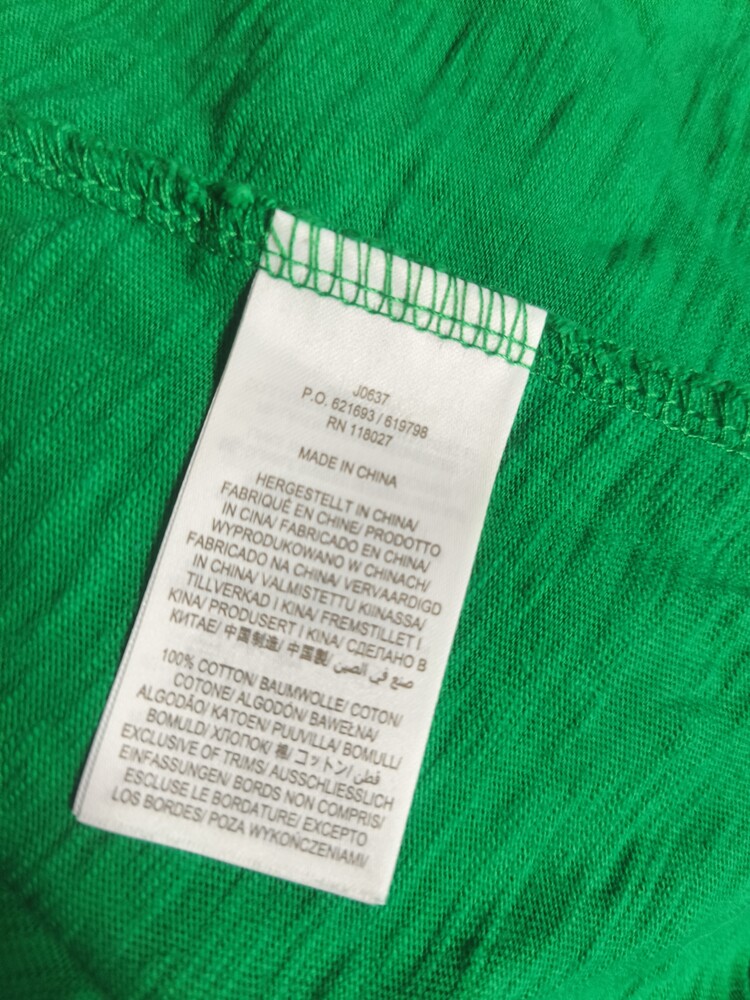 J0637
P.O. 621693 / 619798
RN 118027
MADE IN CHINA
HERGESTELLT IN CHINA/
FABRIQUÉ EN CHINE/ PRODOTTO
IN CINA/ FABRICADO EN CHINA/
WYPRODUKOWANO W CHINACH/
FABRICADO NA CHINA/ VERVAARDIGD
IN CHINA/ VALMISTETTU KIINASSA/
TILLVERKAD I KINA/ FREMSTILLET I
KINA/ PRODUSERT I KINA/ СДЕЛАНО В
КИТАЕ/ 中国制造/ 中国製/ صنع في الصين
100% COTTON/ BAUMWOLLE/ COTON/
COTONE/ ALGODÓN/ BAWEŁNA/
ALGODÃO/ KATOEN/ PUUVILLA/ BOMULL/
BOMULD/ ХЛОПОК/ 棉/ コットン/ قطن
EXCLUSIVE OF TRIMS/ AUSSCHLIESSLICH
EINFASSUNGEN/ BORDS NON COMPRIS/
ESCLUSE LE BORDATURE/ EXCEPTO
LOS BORDES/ POZA WYKOŃCZENIAMI/